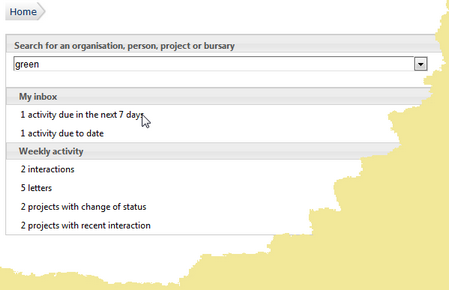 Home
Search for an organisation, person, project or bursary
green
My inbox
1 activity due in the next 7 days
1 activity due to date
Weekly activity
2 interactions
5 letters
2 projects with change of status
2 projects with recent interaction